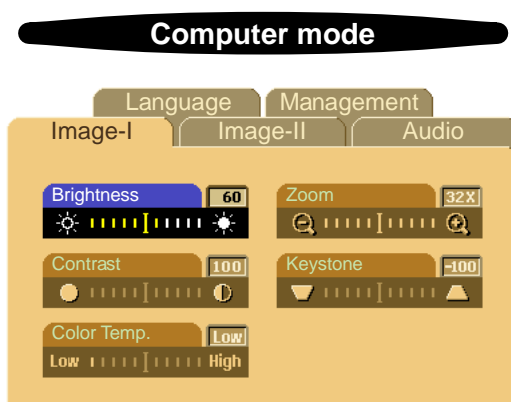 Computer mode
Language Management
Image-I Image-II Audio
Brightness 60
Zoom 32X
Contrast 100
Keystone -100
Color Temp. Low
Low High